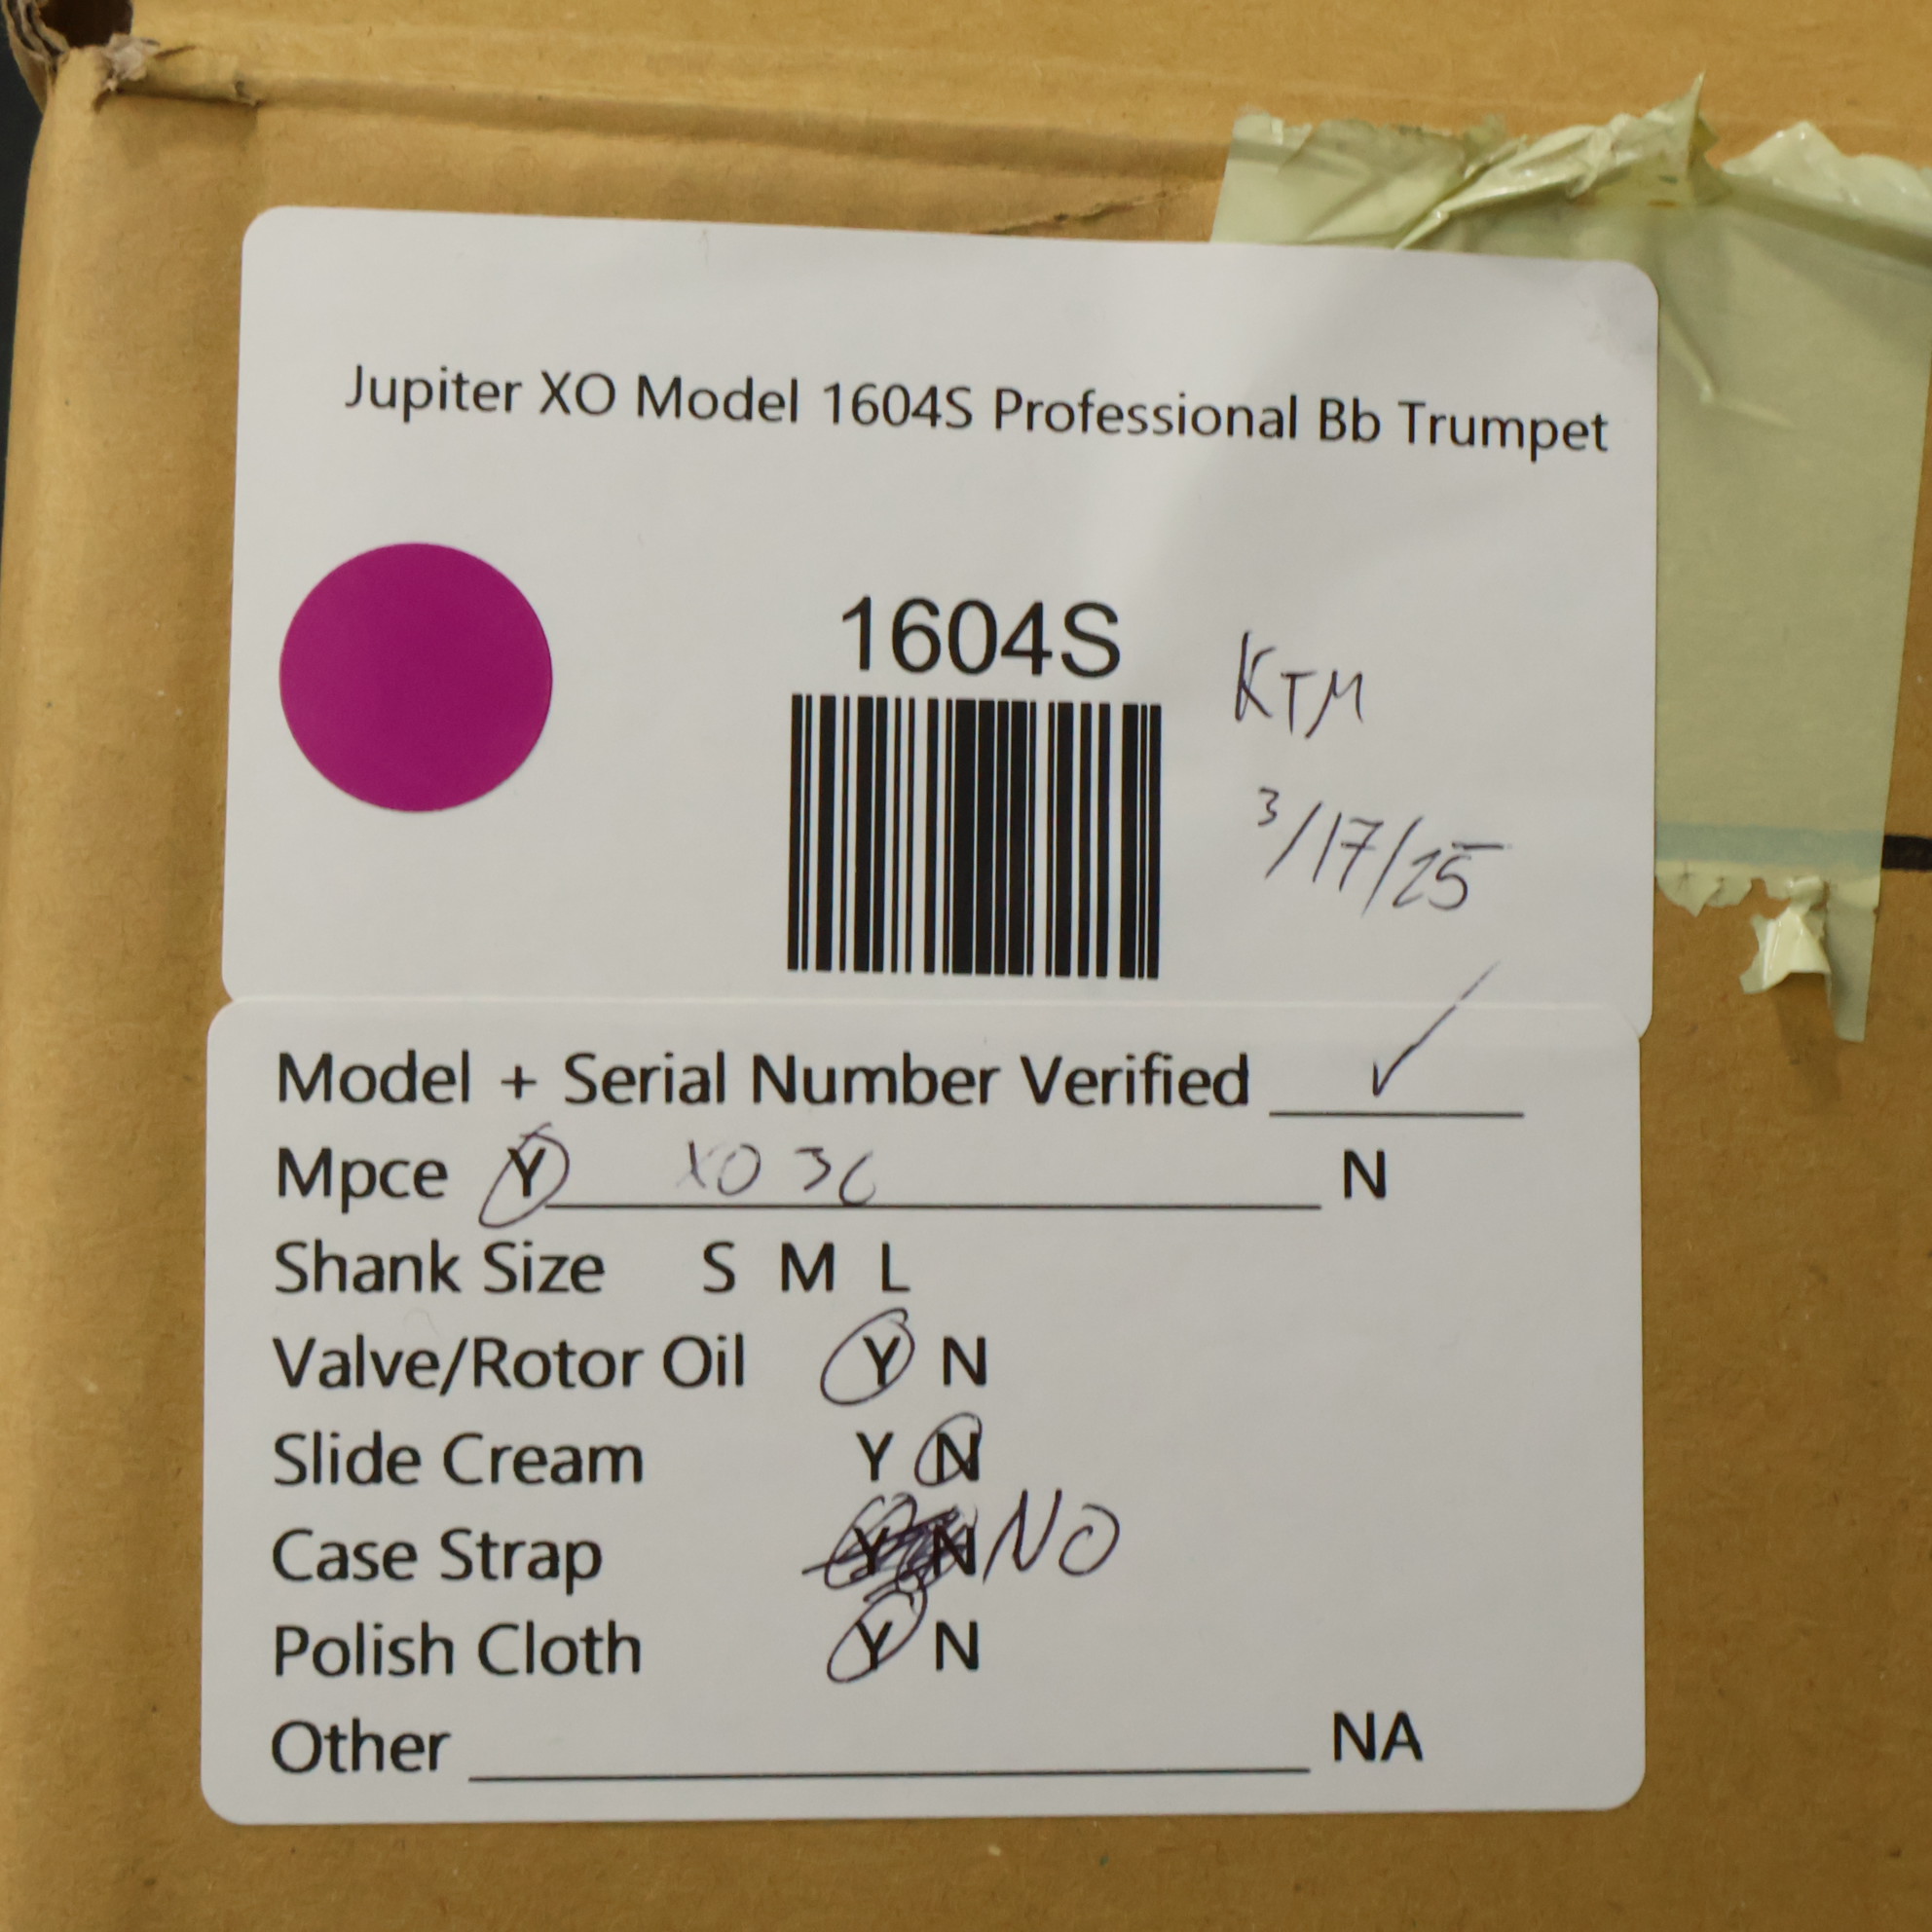 Jupiter XO Model 1604S Professional Bb Trumpet
1604S
KTM
3/17/25
Model + Serial Number Verified ✓
Mpce Y XO 3C N
Shank Size S M L
Valve/Rotor Oil Y N
Slide Cream Y N
Case Strap Y N NO
Polish Cloth Y N
Other NA